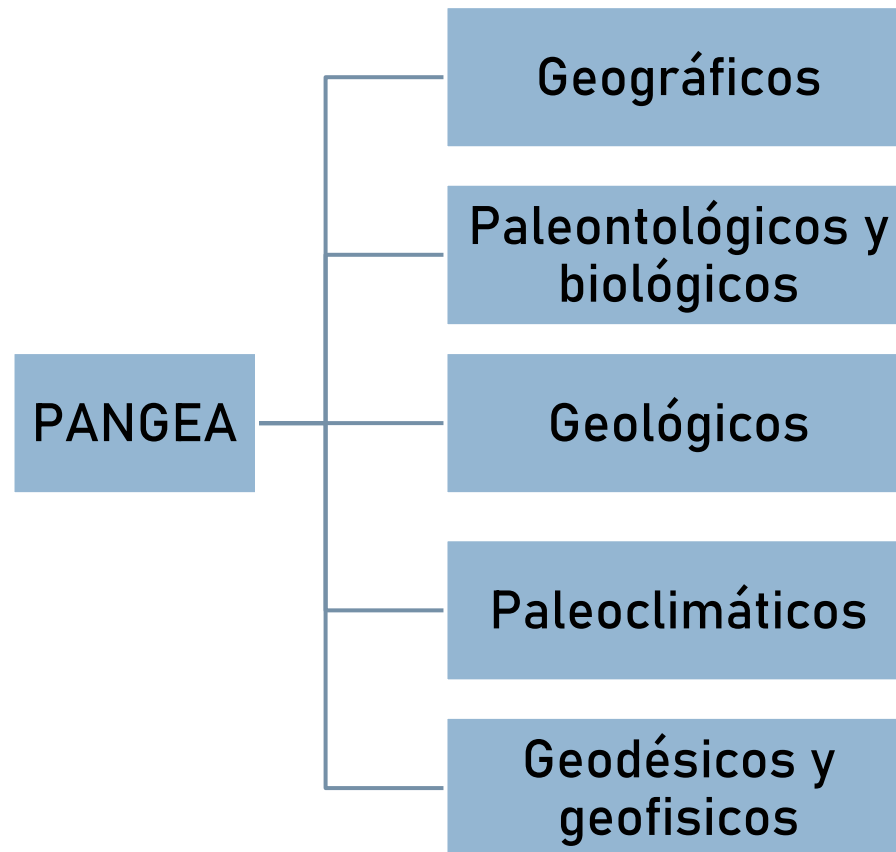 PANGEA
Geográficos
Paleontológicos y
biológicos
Geológicos
Paleoclimáticos
Geodésicos y
geofisicos